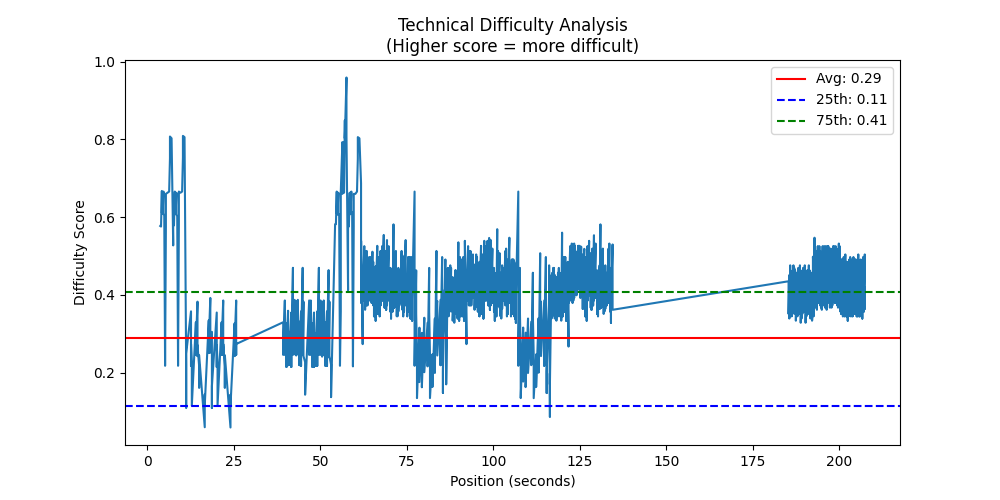 Technical Difficulty Analysis
(Higher score = more difficult)
Avg: 0.29
25th: 0.11
75th: 0.41
Difficulty Score
1.0
0.8
0.6
0.4
0.2
0
25
50
75
100
125
150
175
200
Position (seconds)